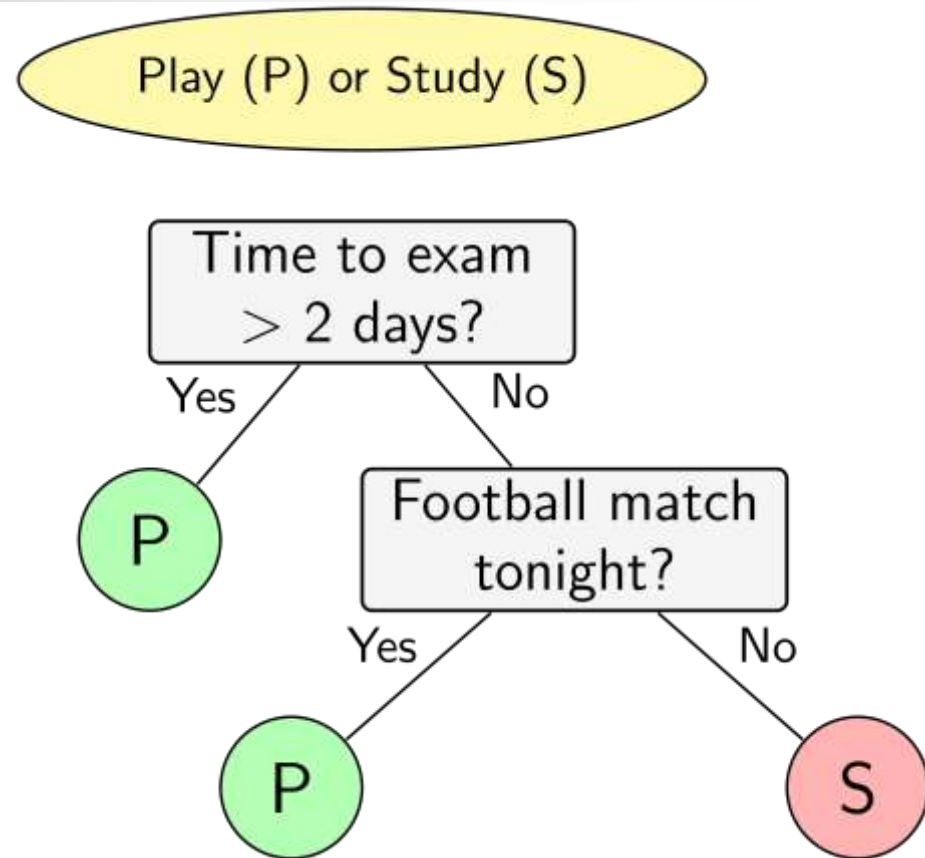 Play (P) or Study (S)
Time to exam
> 2 days?
Yes
No
P
Football match
tonight?
Yes
No
P
S